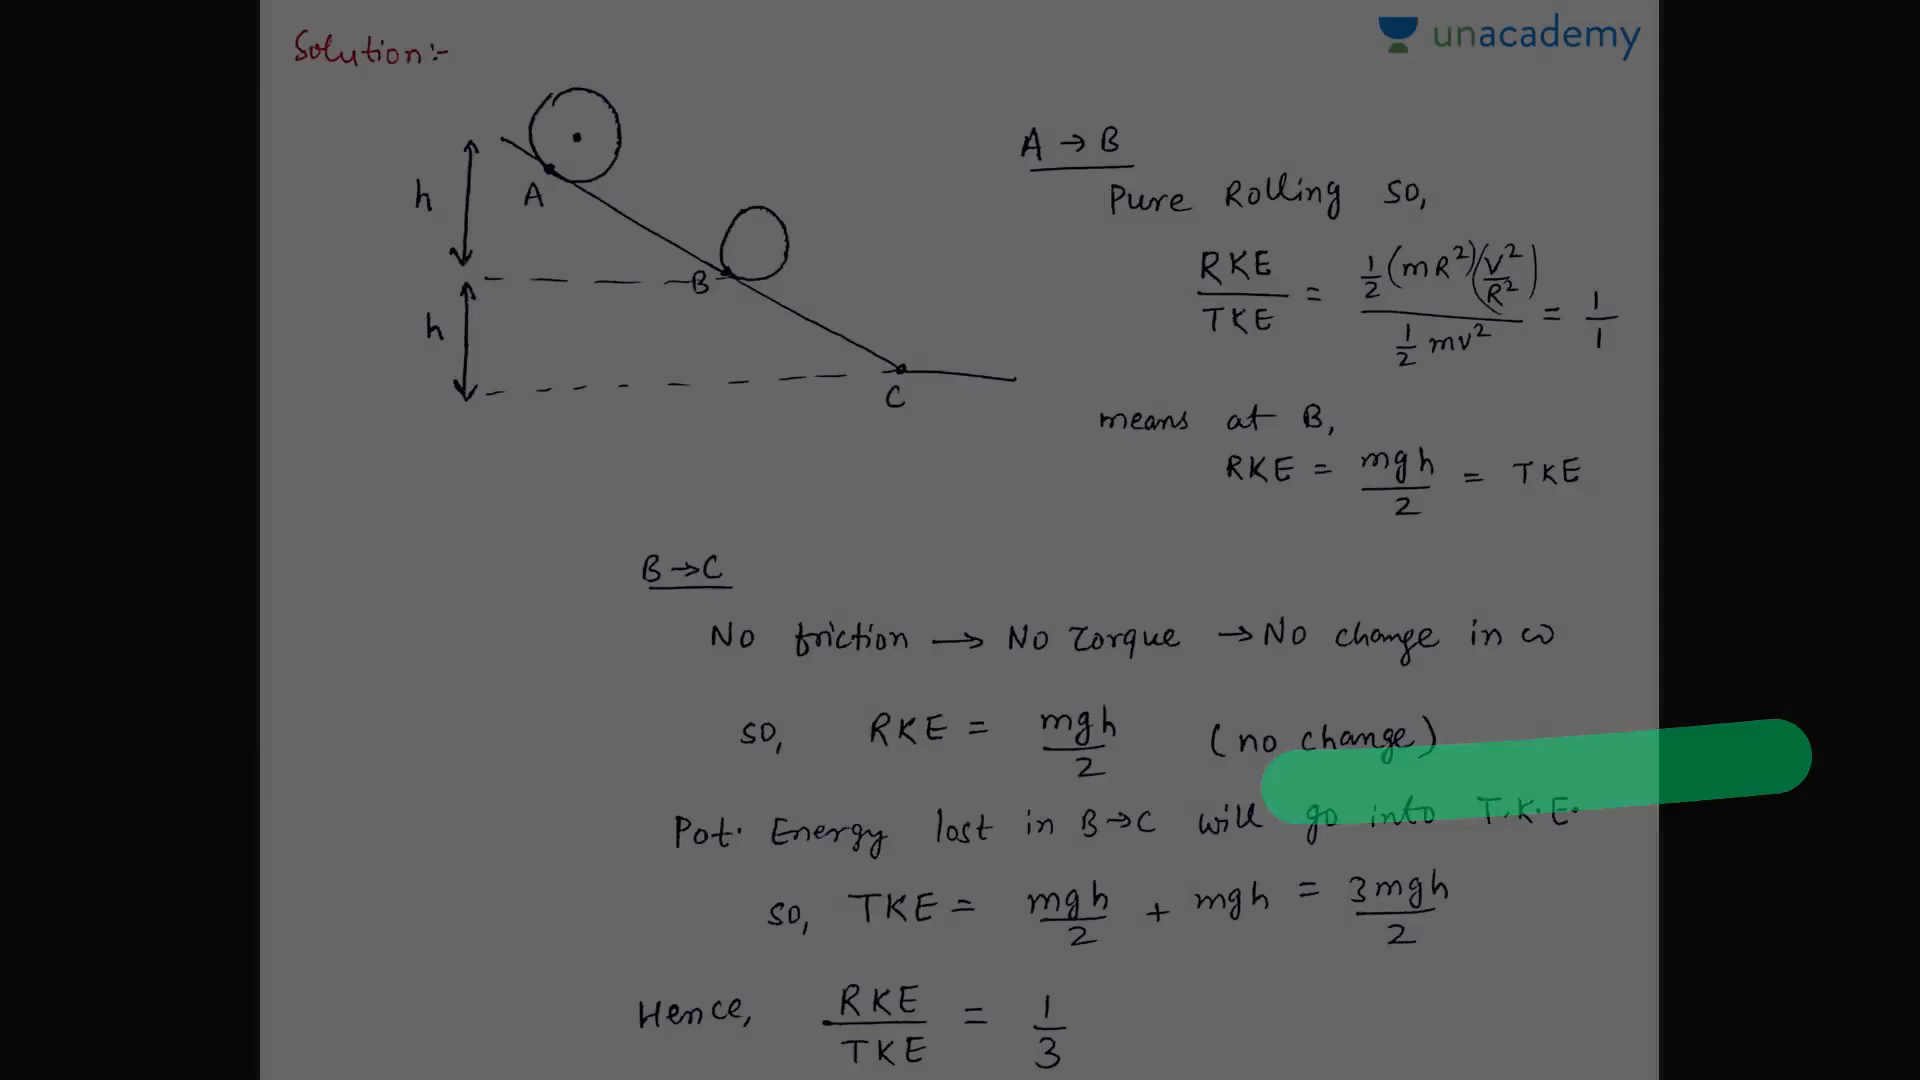 Solution:-
unacademy
A
h
B
h
C
A → B
Pure Rolling so,
RKE/TKE = ½(mR²)(v²/R²) / ½mv² = 1/1
means at B,
RKE = mgh/2 = TKE
B → C
No friction → No Torque → No change in ω
so, RKE = mgh/2 (no change)
Pot. Energy lost in B→C will go into T.K.E.
so, TKE = mgh/2 + mgh = 3mgh/2
Hence, RKE/TKE = 1/3